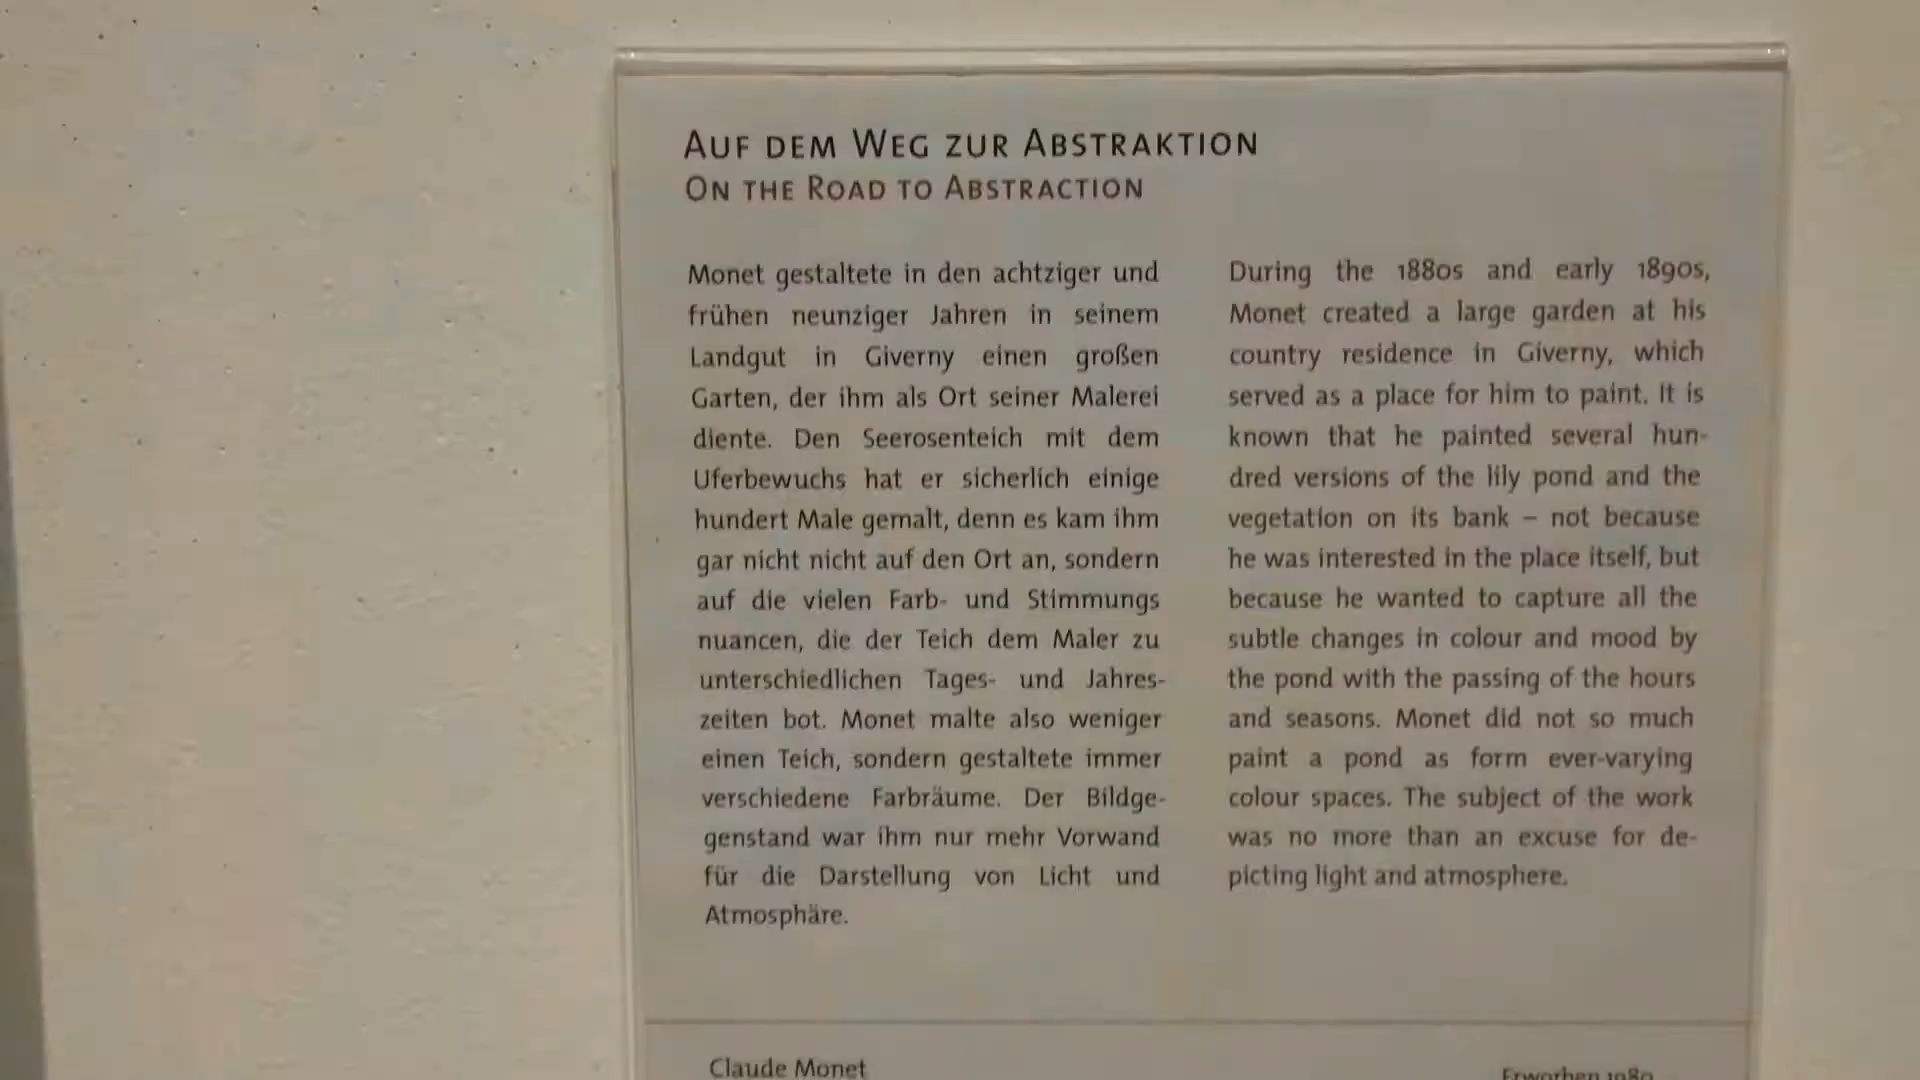 AUF DEM WEG ZUR ABSTRAKTION
ON THE ROAD TO ABSTRACTION
Monet gestaltete in den achtziger und
frühen neunziger Jahren in seinem
Landgut in Giverny einen großen
Garten, der ihm als Ort seiner Malerei
diente. Den Seerosenteich mit dem
Uferbewuchs hat er sicherlich einige
hundert Male gemalt, denn es kam ihm
gar nicht nicht auf den Ort an, sondern
auf die vielen Farb- und Stimmungs
nuancen, die der Teich dem Maler zu
unterschiedlichen Tages- und Jahres-
zeiten bot. Monet malte also weniger
einen Teich, sondern gestaltete immer
verschiedene Farbräume. Der Bildge-
genstand war ihm nur mehr Vorwand
für die Darstellung von Licht und
Atmosphäre.
During the 1880s and early 1890s,
Monet created a large garden at his
country residence in Giverny, which
served as a place for him to paint. It is
known that he painted several hun-
dred versions of the lily pond and the
vegetation on its bank – not because
he was interested in the place itself, but
because he wanted to capture all the
subtle changes in colour and mood by
the pond with the passing of the hours
and seasons. Monet did not so much
paint a pond as form ever-varying
colour spaces. The subject of the work
was no more than an excuse for de-
picting light and atmosphere.
Claude Monet
Erworben